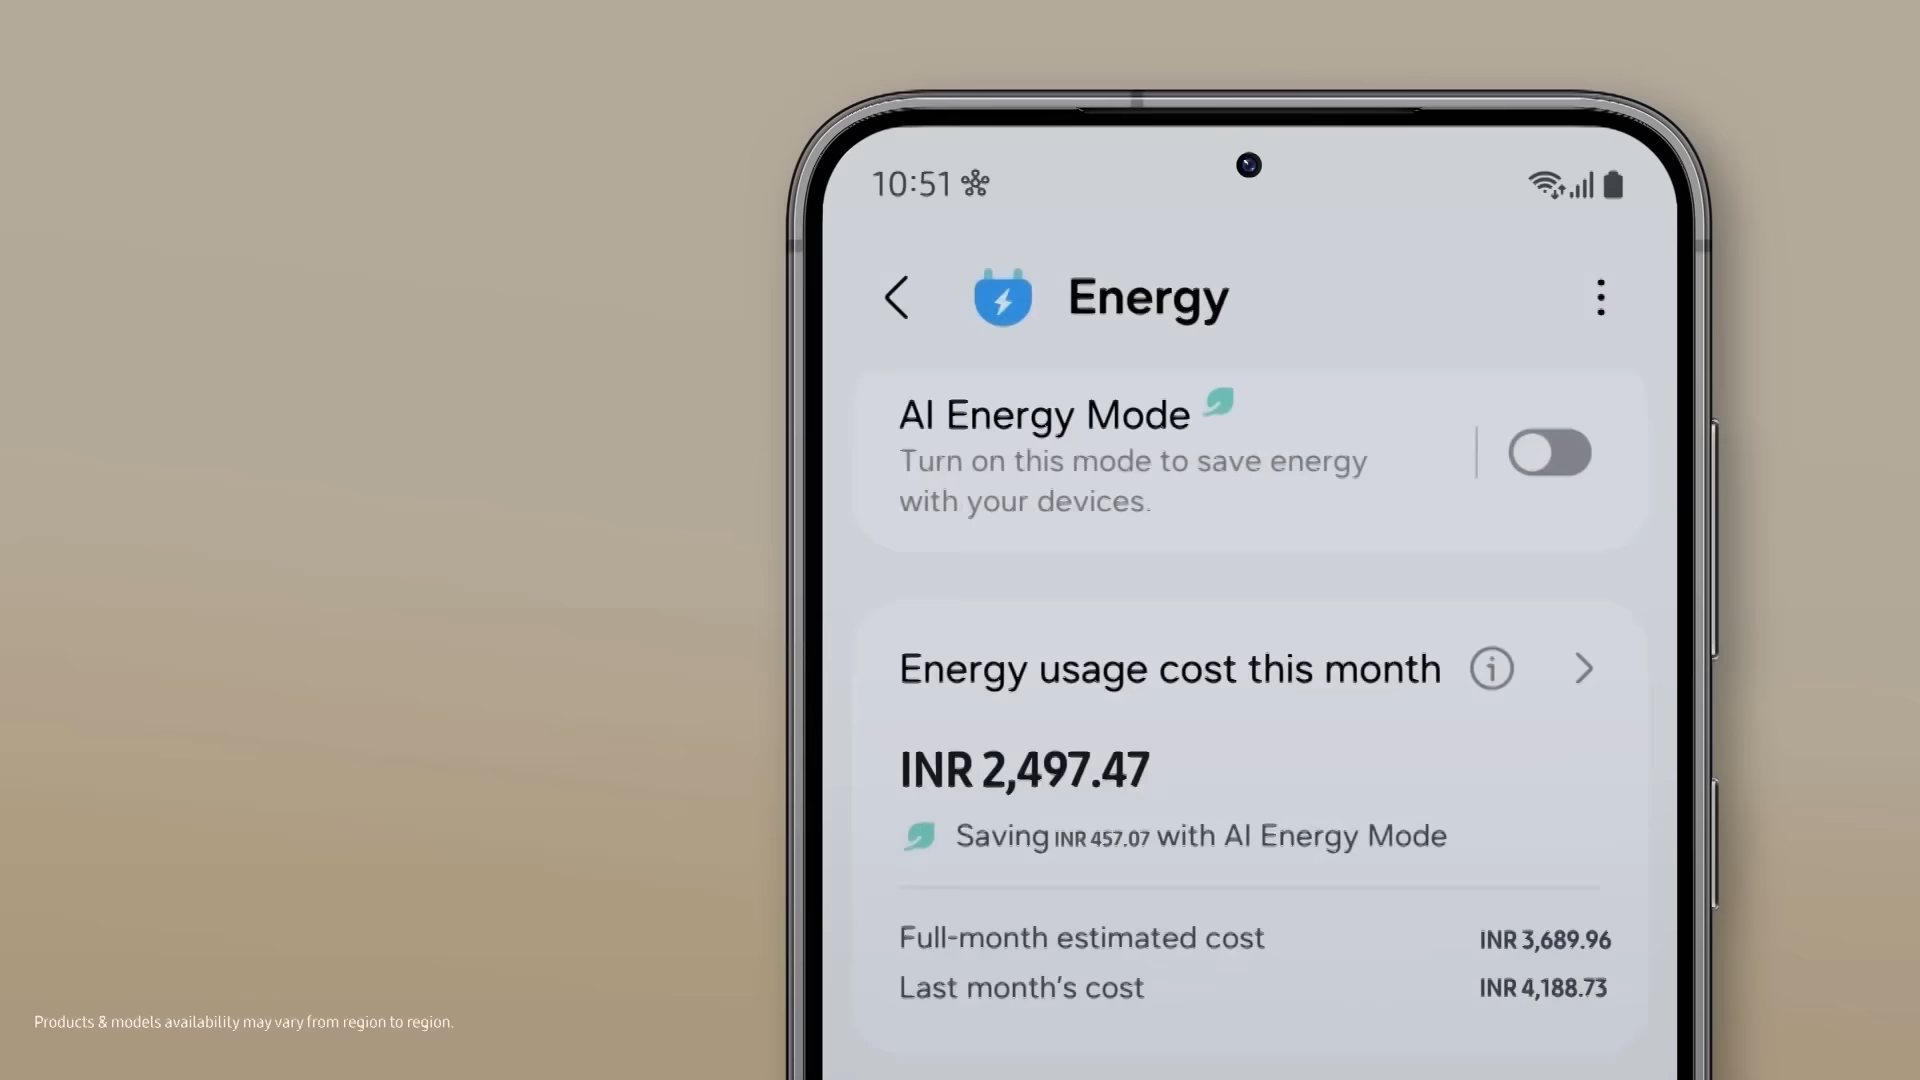 10:51
Energy
AI Energy Mode
Turn on this mode to save energy
with your devices.
Energy usage cost this month
INR 2,497.47
Saving INR 457.07 with AI Energy Mode
Full-month estimated cost INR 3,689.96
Last month's cost INR 4,188.73
Products & models availability may vary from region to region.